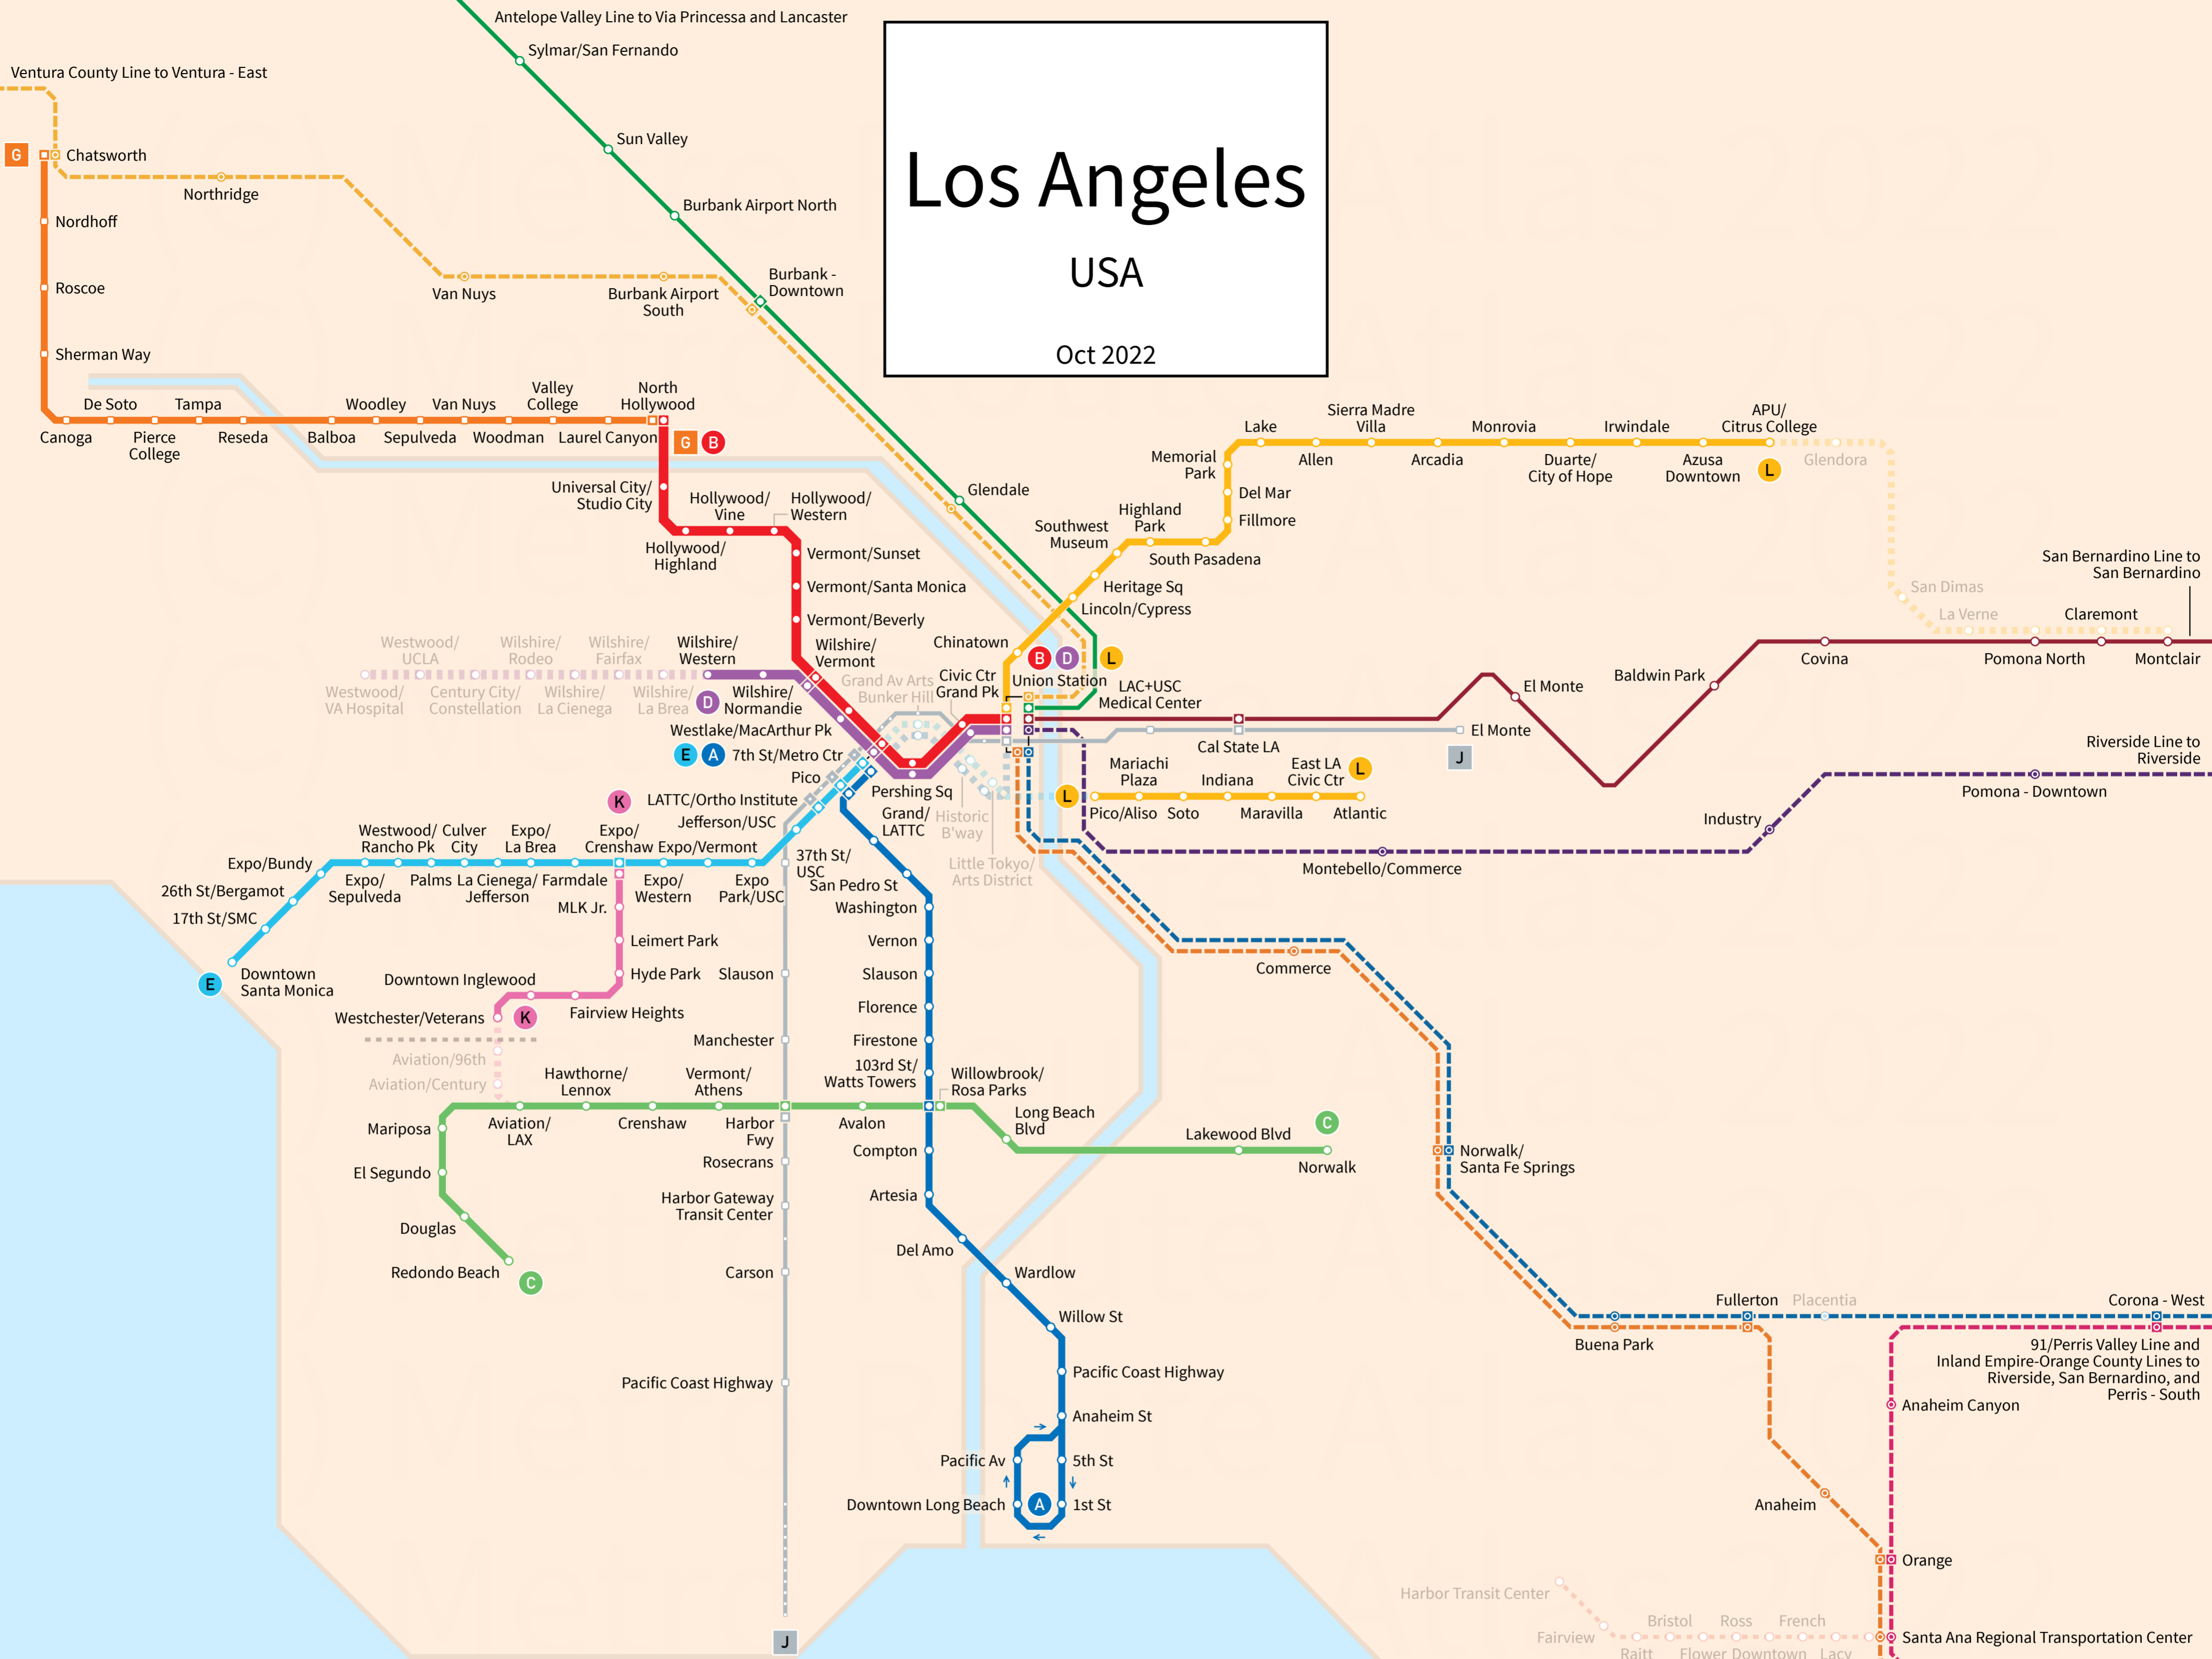 Antelope Valley Line to Via Princessa and Lancaster
Sylmar/San Fernando
Ventura County Line to Ventura - East
Los Angeles
USA
Oct 2022
Sun Valley
G
Chatsworth
Northridge
Burbank Airport North
Nordhoff
Burbank -
Downtown
Van Nuys
Burbank Airport
South
Roscoe
Sherman Way
De Soto
Tampa
Woodley
Van Nuys
Valley
College
North
Hollywood
Canoga
Pierce
College
Reseda
Balboa
Sepulveda
Woodman
Laurel Canyon
G
B
Lake
Sierra Madre
Villa
Monrovia
Irwindale
APU/
Citrus College
Memorial
Park
Allen
Arcadia
Duarte/
City of Hope
Azusa
Downtown
L
Glendora
Universal City/
Studio City
Hollywood/
Vine
Hollywood/
Western
Glendale
Del Mar
Fillmore
Highland
Park
Southwest
Museum
Hollywood/
Highland
Vermont/Sunset
South Pasadena
Vermont/Santa Monica
Heritage Sq
Lincoln/Cypress
Vermont/Beverly
San Bernardino Line to
San Bernardino
San Dimas
La Verne
Claremont
Westwood/
UCLA
Wilshire/
Rodeo
Wilshire/
Fairfax
Wilshire/
Western
Wilshire/
Vermont
Chinatown
B
D
L
Westwood/
VA Hospital
Century City/
Constellation
Wilshire/
La Cienega
Wilshire/
La Brea
D
Wilshire/
Normandie
Grand Av Arts
Bunker Hill
Civic Ctr
Grand Pk
Union Station
LAC+USC
Medical Center
El Monte
Baldwin Park
Covina
Pomona North
Montclair
Westlake/MacArthur Pk
E
A
7th St/Metro Ctr
Cal State LA
El Monte
J
Riverside Line to
Riverside
Pico
Pershing Sq
Mariachi
Plaza
Indiana
East LA
Civic Ctr
L
Pomona - Downtown
K
LATTC/Ortho Institute
Jefferson/USC
Grand/
LATTC
Historic
B'way
L
Pico/Aliso
Soto
Maravilla
Atlantic
Industry
Westwood/
Rancho Pk
Culver
City
Expo/
La Brea
Expo/
Crenshaw
Expo/Vermont
37th St/
USC
Little Tokyo/
Arts District
Montebello/Commerce
Expo/Bundy
Expo/
Sepulveda
Palms
La Cienega/
Jefferson
Farmdale
Expo/
Western
Expo
Park/USC
San Pedro St
26th St/Bergamot
17th St/SMC
MLK Jr.
Washington
Leimert Park
Vernon
E
Downtown
Santa Monica
Downtown Inglewood
Hyde Park
Slauson
Slauson
Commerce
Westchester/Veterans
K
Fairview Heights
Florence
Manchester
Firestone
Aviation/96th
Aviation/Century
Hawthorne/
Lennox
Vermont/
Athens
103rd St/
Watts Towers
Willowbrook/
Rosa Parks
Mariposa
Aviation/
LAX
Crenshaw
Harbor
Fwy
Avalon
Long Beach
Blvd
Lakewood Blvd
C
Norwalk
Compton
Rosecrans
Norwalk/
Santa Fe Springs
El Segundo
Harbor Gateway
Transit Center
Artesia
Douglas
Del Amo
Redondo Beach
C
Carson
Wardlow
Willow St
Fullerton
Placentia
Corona - West
Buena Park
91/Perris Valley Line and
Inland Empire-Orange County Lines to
Riverside, San Bernardino, and
Perris - South
Pacific Coast Highway
Pacific Coast Highway
Anaheim St
Anaheim Canyon
Pacific Av
5th St
Downtown Long Beach
A
1st St
Anaheim
Orange
Harbor Transit Center
Fairview
Bristol
Ross
French
Raitt
Flower
Downtown
Lacy
Santa Ana Regional Transportation Center
J